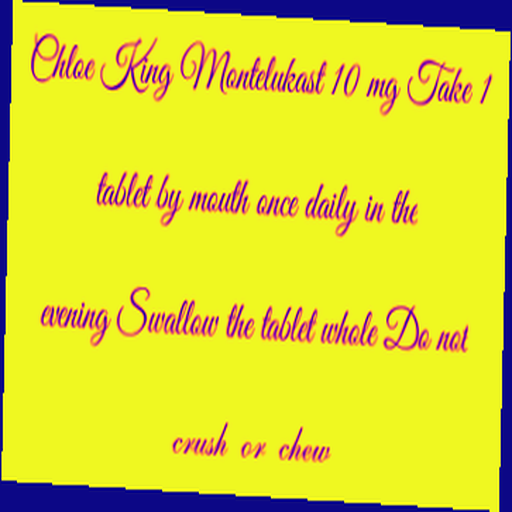 Chloe King Montelukast 10 mg Take 1
tablet by mouth once daily in the
evening Swallow the tablet whole Do not
crush or chew